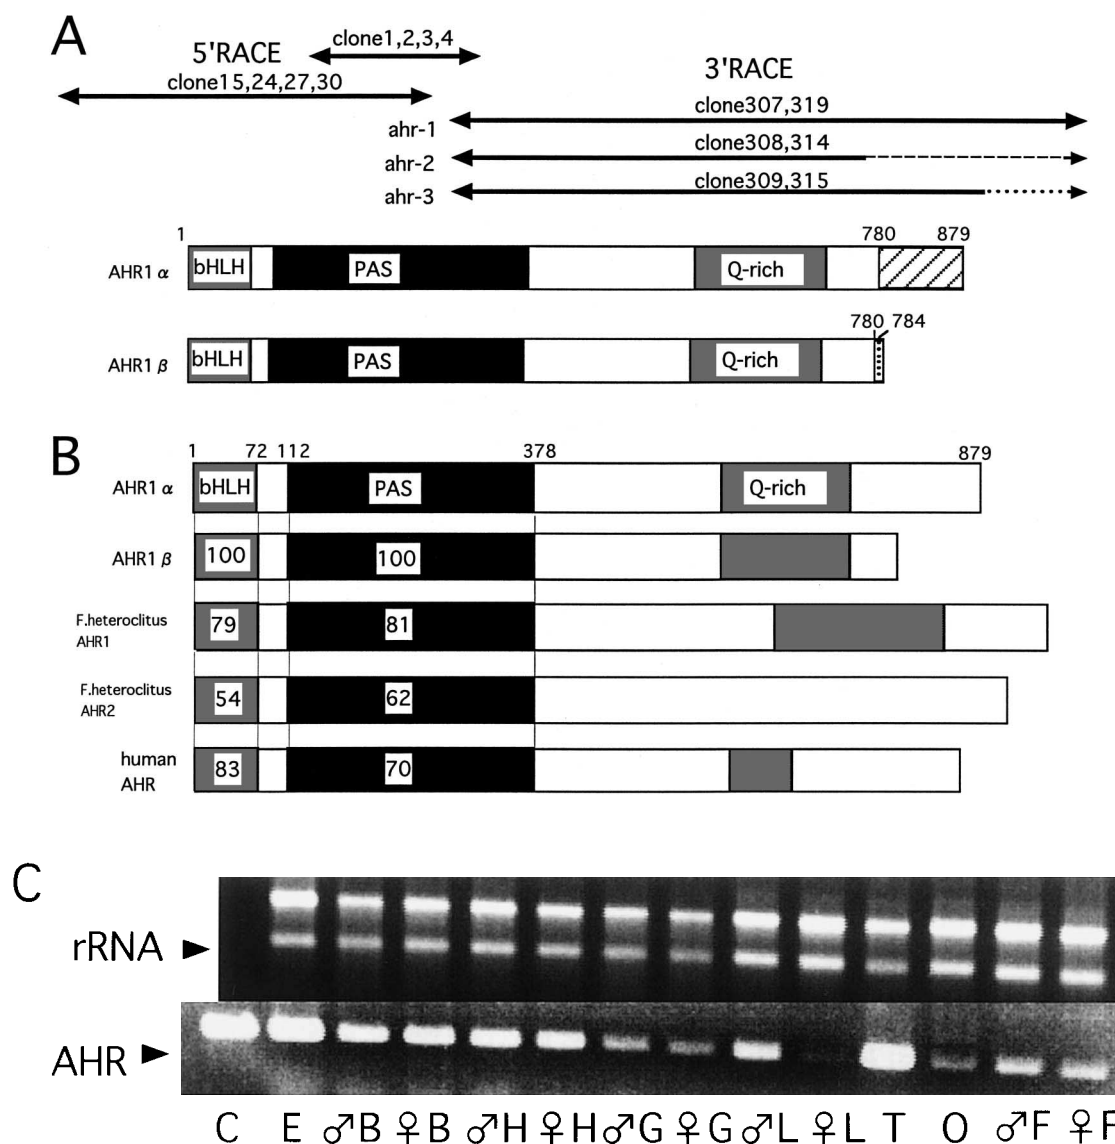 A
5'RACE
clone1,2,3,4
clone15,24,27,30
3'RACE
clone307,319
ahr-1
clone308,314
ahr-2
clone309,315
ahr-3
1 780 879
AHR1 α bHLH PAS Q-rich
780 784
AHR1 β bHLH PAS Q-rich
B
1 72 112 378 879
AHR1 α bHLH PAS Q-rich
AHR1 β 100 100
F.heteroclitus
AHR1
79 81
F.heteroclitus
AHR2
54 62
human
AHR
83 70
C
rRNA
AHR
C E ♂B ♀B ♂H ♀H ♂G ♀G ♂L ♀L T O ♂F ♀F